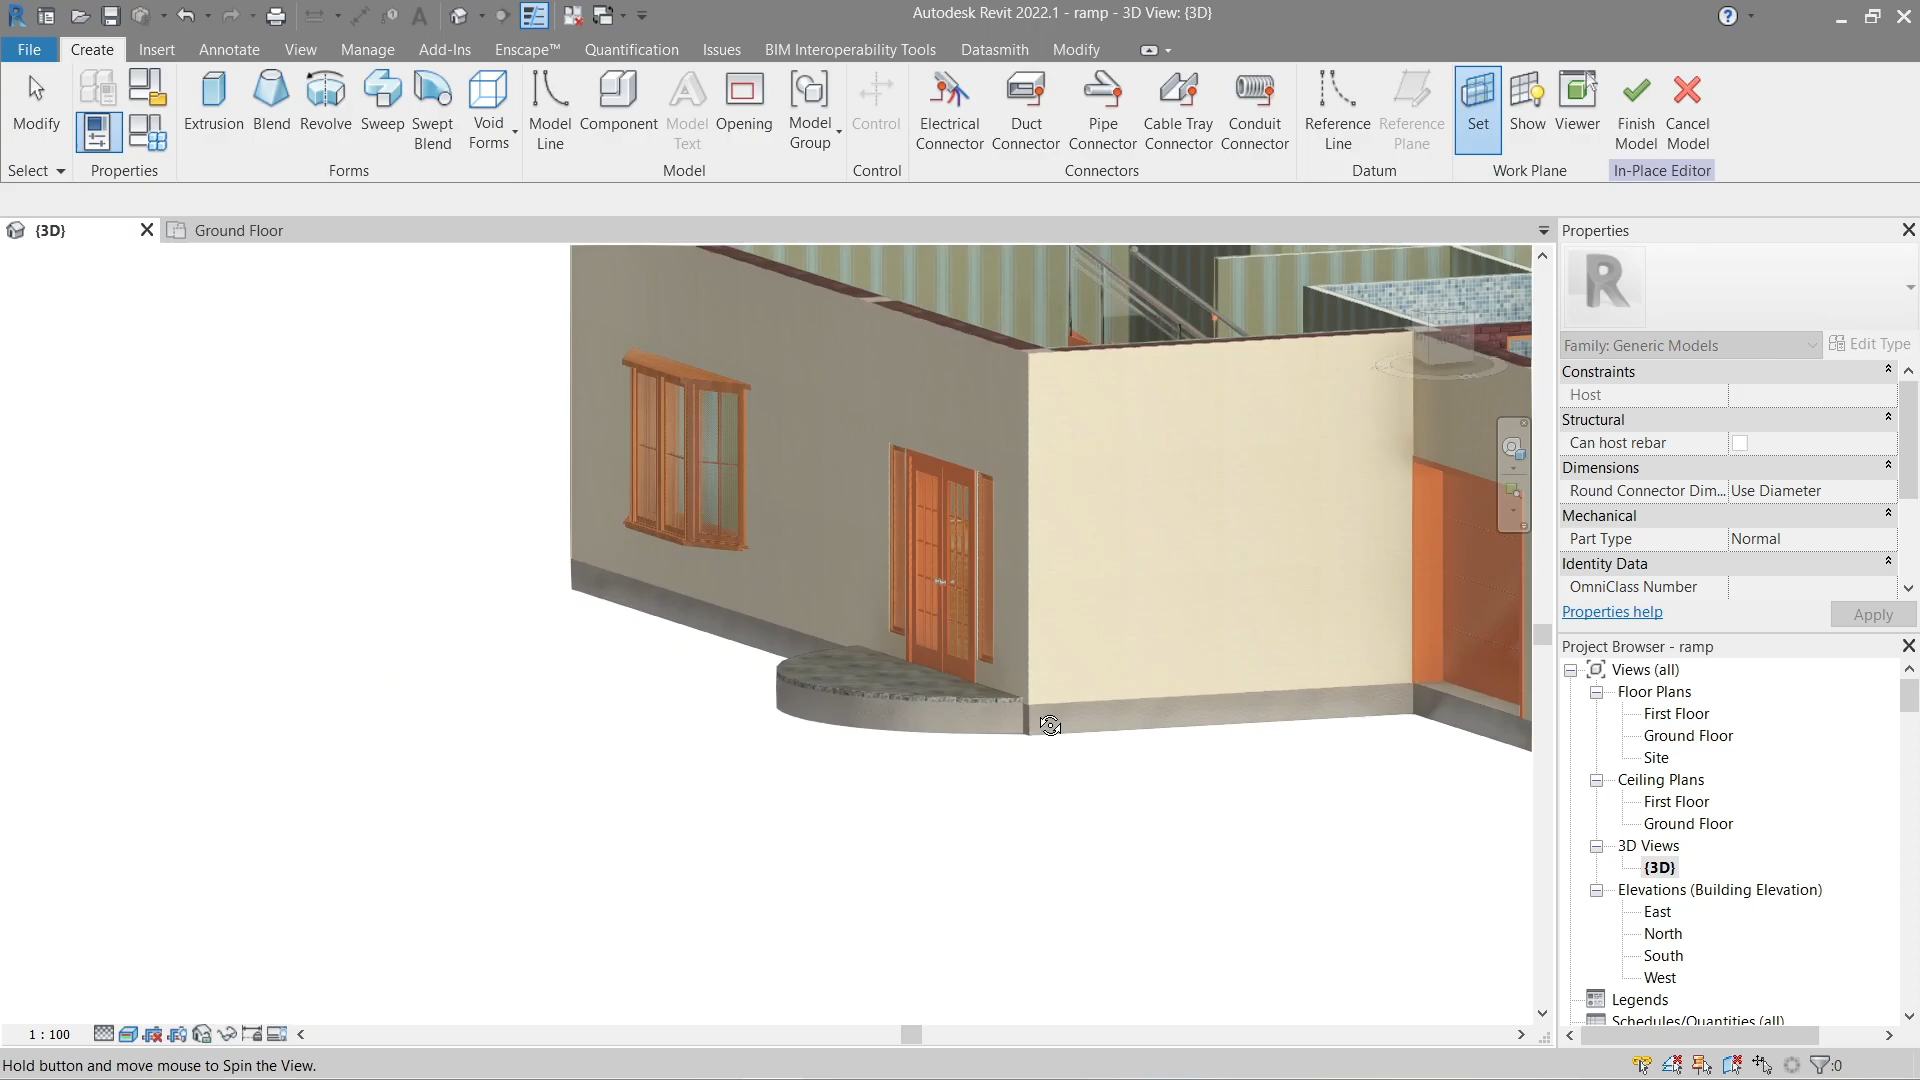 Autodesk Revit 2022.1 - ramp - 3D View: {3D}
File Create Insert Annotate View Manage Add-Ins Enscape™ Quantification Issues BIM Interoperability Tools Datasmith Modify
Modify
Extrusion Blend Revolve Sweep Swept Blend Void Forms
Model Line Component Model Text Opening Model Group
Control
Electrical Connector Duct Connector Pipe Connector Cable Tray Connector Conduit Connector
Reference Line Reference Plane
Set Show Viewer
Finish Model Cancel Model
Select Properties Forms Model Control Connectors Datum Work Plane In-Place Editor
{3D} Ground Floor
Properties
R
Family: Generic Models Edit Type
Constraints
Host
Structural
Can host rebar
Dimensions
Round Connector Dim... Use Diameter
Mechanical
Part Type Normal
Identity Data
OmniClass Number
Properties help Apply
Project Browser - ramp
Views (all)
Floor Plans
First Floor
Ground Floor
Site
Ceiling Plans
First Floor
Ground Floor
3D Views
{3D}
Elevations (Building Elevation)
East
North
South
West
Legends
Schedules/Quantities (all)
1 : 100
Hold button and move mouse to Spin the View.
:0